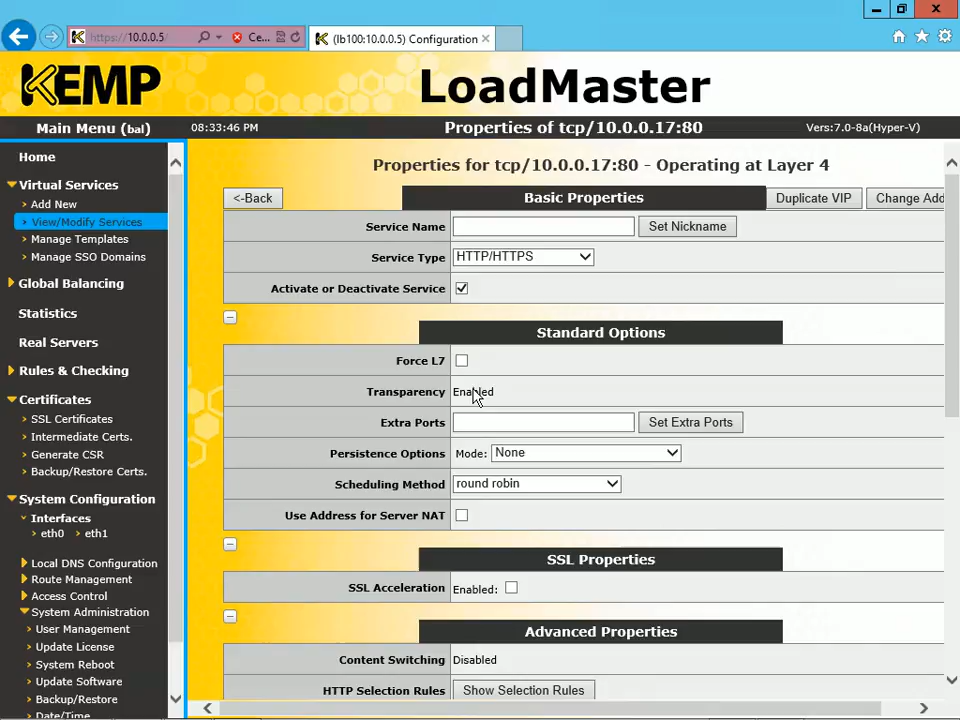 https://10.0.0.5/
Ce...
(lb100:10.0.0.5) Configuration
KEMP
LoadMaster
Main Menu (bal)
08:33:46 PM
Properties of tcp/10.0.0.17:80
Vers:7.0-8a(Hyper-V)
Home
Virtual Services
Add New
View/Modify Services
Manage Templates
Manage SSO Domains
Global Balancing
Statistics
Real Servers
Rules & Checking
Certificates
SSL Certificates
Intermediate Certs.
Generate CSR
Backup/Restore Certs.
System Configuration
Interfaces
eth0 eth1
Local DNS Configuration
Route Management
Access Control
System Administration
User Management
Update License
System Reboot
Update Software
Backup/Restore
Date/Time
Properties for tcp/10.0.0.17:80 - Operating at Layer 4
<-Back
Basic Properties
Duplicate VIP
Change Add
Service Name
Set Nickname
Service Type HTTP/HTTPS
Activate or Deactivate Service
Standard Options
Force L7
Transparency Enabled
Extra Ports
Set Extra Ports
Persistence Options Mode: None
Scheduling Method round robin
Use Address for Server NAT
SSL Properties
SSL Acceleration Enabled:
Advanced Properties
Content Switching Disabled
HTTP Selection Rules Show Selection Rules